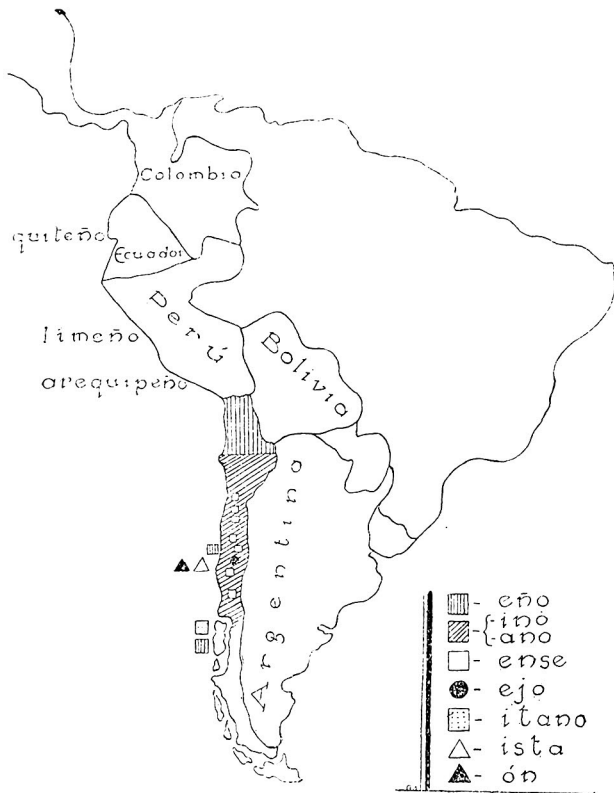 Colombia
quiteño
Ecuador
Perú
limeño
Bolivia
arequipeño
Argentina
- eño
-ino
-ano
- ense
- ejo
- itano
- ista
- ón